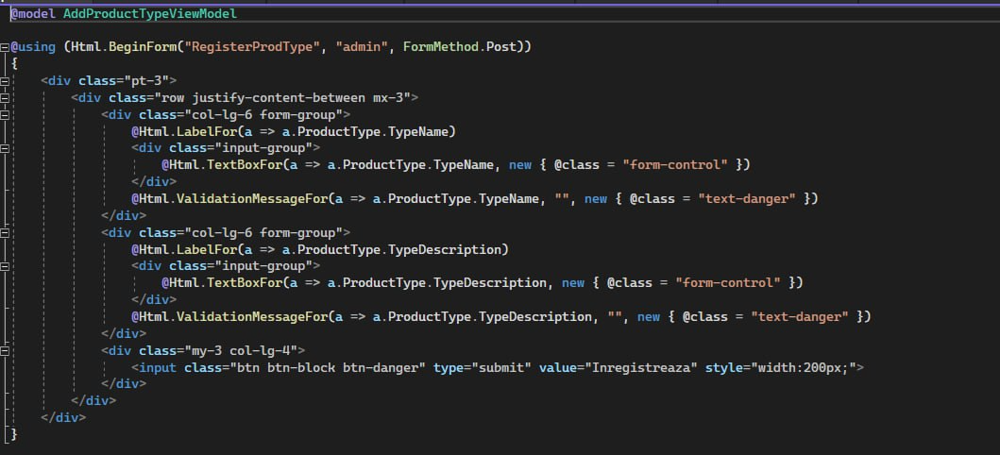 @model AddProductTypeViewModel
@using (Html.BeginForm("RegisterProdType", "admin", FormMethod.Post))
{
<div class="pt-3">
<div class="row justify-content-between mx-3">
<div class="col-lg-6 form-group">
@Html.LabelFor(a => a.ProductType.TypeName)
<div class="input-group">
@Html.TextBoxFor(a => a.ProductType.TypeName, new { @class = "form-control" })
</div>
@Html.ValidationMessageFor(a => a.ProductType.TypeName, "", new { @class = "text-danger" })
</div>
<div class="col-lg-6 form-group">
@Html.LabelFor(a => a.ProductType.TypeDescription)
<div class="input-group">
@Html.TextBoxFor(a => a.ProductType.TypeDescription, new { @class = "form-control" })
</div>
@Html.ValidationMessageFor(a => a.ProductType.TypeDescription, "", new { @class = "text-danger" })
</div>
<div class="my-3 col-lg-4">
<input class="btn btn-block btn-danger" type="submit" value="Inregistreaza" style="width:200px;">
</div>
</div>
</div>
}